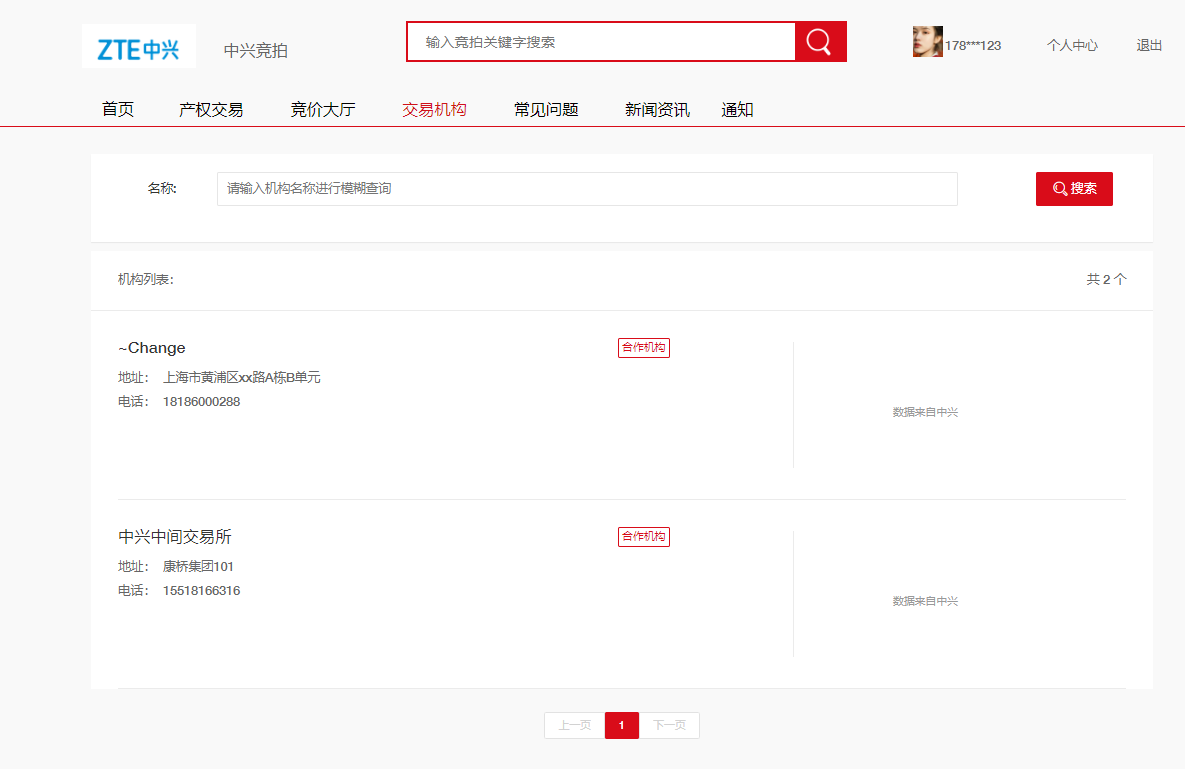 ZTE中兴
中兴竞拍
输入竞拍关键字搜索
178***123
个人中心
退出
首页
产权交易
竞价大厅
交易机构
常见问题
新闻资讯
通知
名称:
请输入机构名称进行模糊查询
搜索
机构列表:
共 2 个
~Change
合作机构
地址： 上海市黄浦区xx路A栋B单元
电话： 18186000288
数据来自中兴
中兴中间交易所
合作机构
地址： 康桥集团101
电话： 15518166316
数据来自中兴
上一页
1
下一页